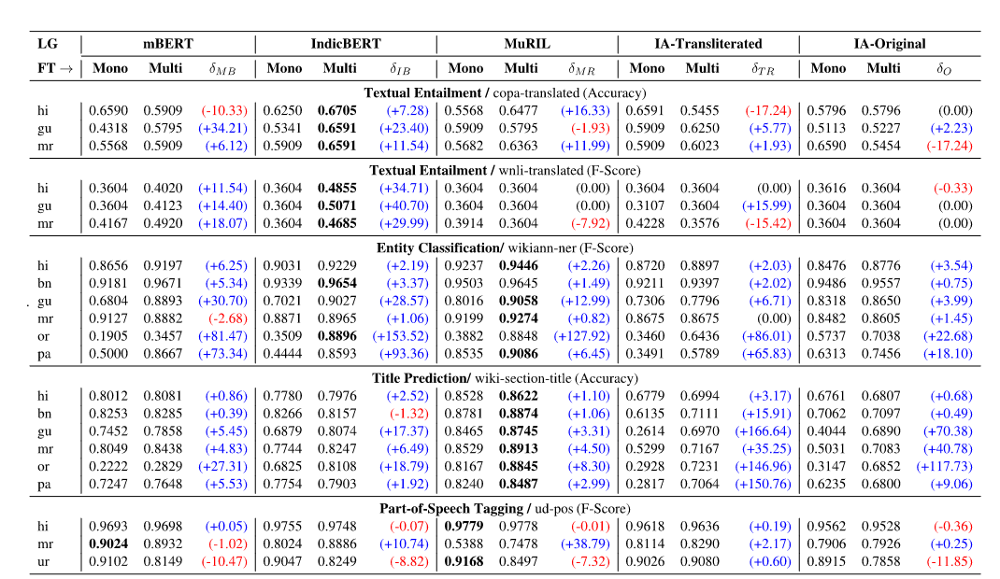 LG mBERT IndicBERT MuRIL IA-Transliterated IA-Original
FT → Mono Multi δMB Mono Multi δIB Mono Multi δMR Mono Multi δTR Mono Multi δO
Textual Entailment / copa-translated (Accuracy)
hi 0.6590 0.5909 (-10.33) 0.6250 0.6705 (+7.28) 0.5568 0.6477 (+16.33) 0.6591 0.5455 (-17.24) 0.5796 0.5796 (0.00)
gu 0.4318 0.5795 (+34.21) 0.5341 0.6591 (+23.40) 0.5909 0.5795 (-1.93) 0.5909 0.6250 (+5.77) 0.5113 0.5227 (+2.23)
mr 0.5568 0.5909 (+6.12) 0.5909 0.6591 (+11.54) 0.5682 0.6363 (+11.99) 0.5909 0.6023 (+1.93) 0.6590 0.5454 (-17.24)
Textual Entailment / wnli-translated (F-Score)
hi 0.3604 0.4020 (+11.54) 0.3604 0.4855 (+34.71) 0.3604 0.3604 (0.00) 0.3604 0.3604 (0.00) 0.3616 0.3604 (-0.33)
gu 0.3604 0.4123 (+14.40) 0.3604 0.5071 (+40.70) 0.3604 0.3604 (0.00) 0.3107 0.3604 (+15.99) 0.3604 0.3604 (0.00)
mr 0.4167 0.4920 (+18.07) 0.3604 0.4685 (+29.99) 0.3914 0.3604 (-7.92) 0.4228 0.3576 (-15.42) 0.3604 0.3604 (0.00)
Entity Classification/ wikiann-ner (F-Score)
hi 0.8656 0.9197 (+6.25) 0.9031 0.9229 (+2.19) 0.9237 0.9446 (+2.26) 0.8720 0.8897 (+2.03) 0.8476 0.8776 (+3.54)
bn 0.9181 0.9671 (+5.34) 0.9339 0.9654 (+3.37) 0.9503 0.9645 (+1.49) 0.9211 0.9397 (+2.02) 0.9486 0.9557 (+0.75)
. gu 0.6804 0.8893 (+30.70) 0.7021 0.9027 (+28.57) 0.8016 0.9058 (+12.99) 0.7306 0.7796 (+6.71) 0.8318 0.8650 (+3.99)
mr 0.9127 0.8882 (-2.68) 0.8871 0.8965 (+1.06) 0.9199 0.9274 (+0.82) 0.8675 0.8675 (0.00) 0.8482 0.8605 (+1.45)
or 0.1905 0.3457 (+81.47) 0.3509 0.8896 (+153.52) 0.3882 0.8848 (+127.92) 0.3460 0.6436 (+86.01) 0.5737 0.7038 (+22.68)
pa 0.5000 0.8667 (+73.34) 0.4444 0.8593 (+93.36) 0.8535 0.9086 (+6.45) 0.3491 0.5789 (+65.83) 0.6313 0.7456 (+18.10)
Title Prediction/ wiki-section-title (Accuracy)
hi 0.8012 0.8081 (+0.86) 0.7780 0.7976 (+2.52) 0.8528 0.8622 (+1.10) 0.6779 0.6994 (+3.17) 0.6761 0.6807 (+0.68)
bn 0.8253 0.8285 (+0.39) 0.8266 0.8157 (-1.32) 0.8781 0.8874 (+1.06) 0.6135 0.7111 (+15.91) 0.7062 0.7097 (+0.49)
gu 0.7452 0.7858 (+5.45) 0.6879 0.8074 (+17.37) 0.8465 0.8745 (+3.31) 0.2614 0.6970 (+166.64) 0.4044 0.6890 (+70.38)
mr 0.8049 0.8438 (+4.83) 0.7744 0.8247 (+6.49) 0.8529 0.8913 (+4.50) 0.5299 0.7167 (+35.25) 0.5031 0.7083 (+40.78)
or 0.2222 0.2829 (+27.31) 0.6825 0.8108 (+18.79) 0.8167 0.8845 (+8.30) 0.2928 0.7231 (+146.96) 0.3147 0.6852 (+117.73)
pa 0.7247 0.7648 (+5.53) 0.7754 0.7903 (+1.92) 0.8240 0.8487 (+2.99) 0.2817 0.7064 (+150.76) 0.6235 0.6800 (+9.06)
Part-of-Speech Tagging / ud-pos (F-Score)
hi 0.9693 0.9698 (+0.05) 0.9755 0.9748 (-0.07) 0.9779 0.9778 (-0.01) 0.9618 0.9636 (+0.19) 0.9562 0.9528 (-0.36)
mr 0.9024 0.8932 (-1.02) 0.8024 0.8886 (+10.74) 0.5388 0.7478 (+38.79) 0.8114 0.8290 (+2.17) 0.7906 0.7926 (+0.25)
ur 0.9102 0.8149 (-10.47) 0.9047 0.8249 (-8.82) 0.9168 0.8497 (-7.32) 0.9026 0.9080 (+0.60) 0.8915 0.7858 (-11.85)